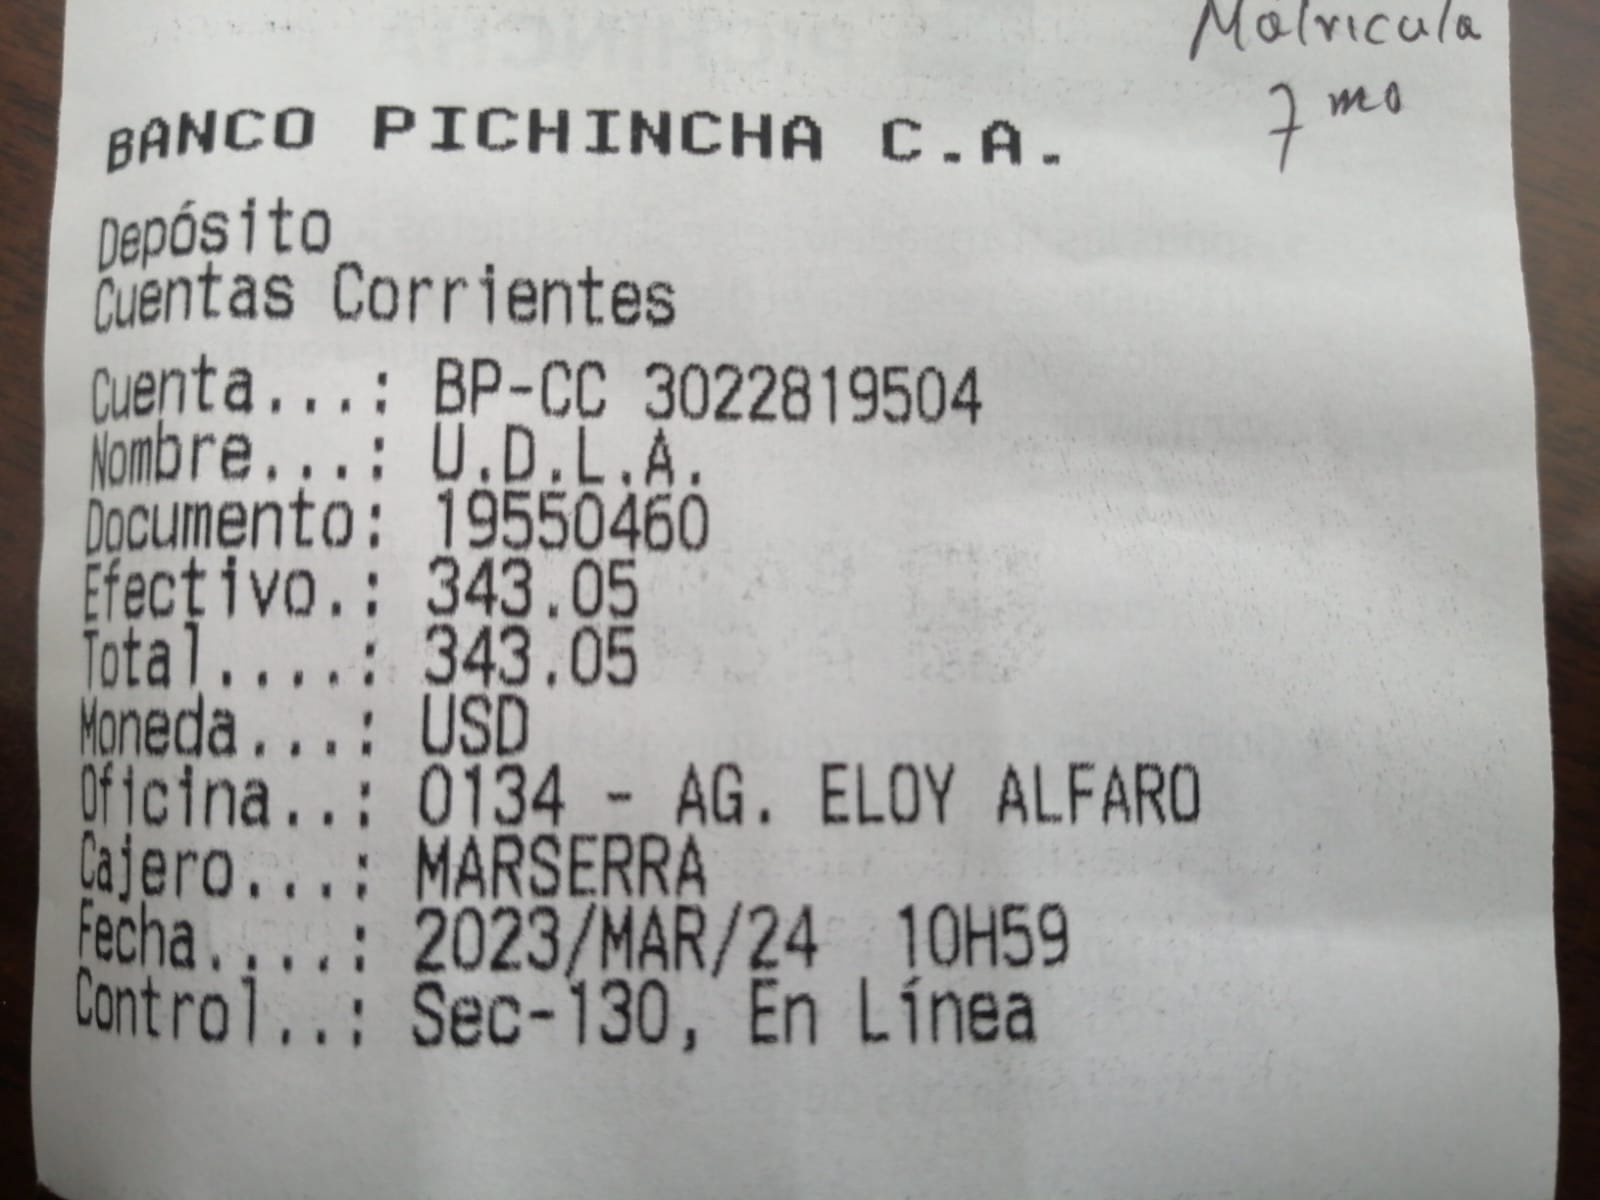 Matricula
7 mo
BANCO PICHINCHA C.A.
Depósito
Cuentas Corrientes
Cuenta...: BP-CC 3022819504
Nombre...: U.D.L.A.
Documento: 19550460
Efectivo.: 343.05
Total....: 343.05
Moneda...: USD
Oficina..: 0134 - AG. ELOY ALFARO
Cajero...: MARSERRA
Fecha....: 2023/MAR/24  10H59
Control..: Sec-130, En Línea